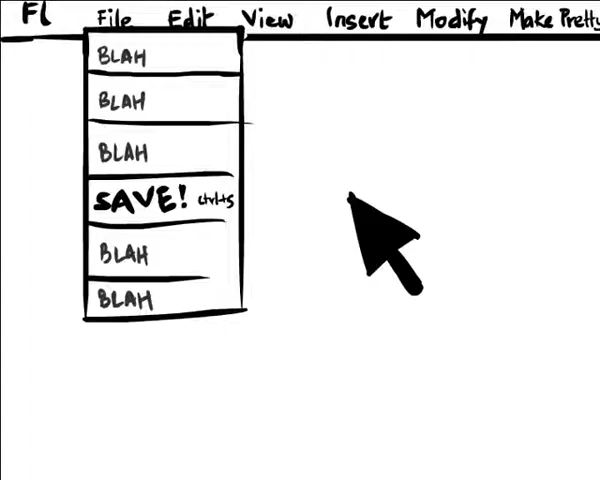 Fl File Edit View Insert Modify Make Pretty
BLAH
BLAH
BLAH
SAVE! ctrl+s
BLAH
BLAH